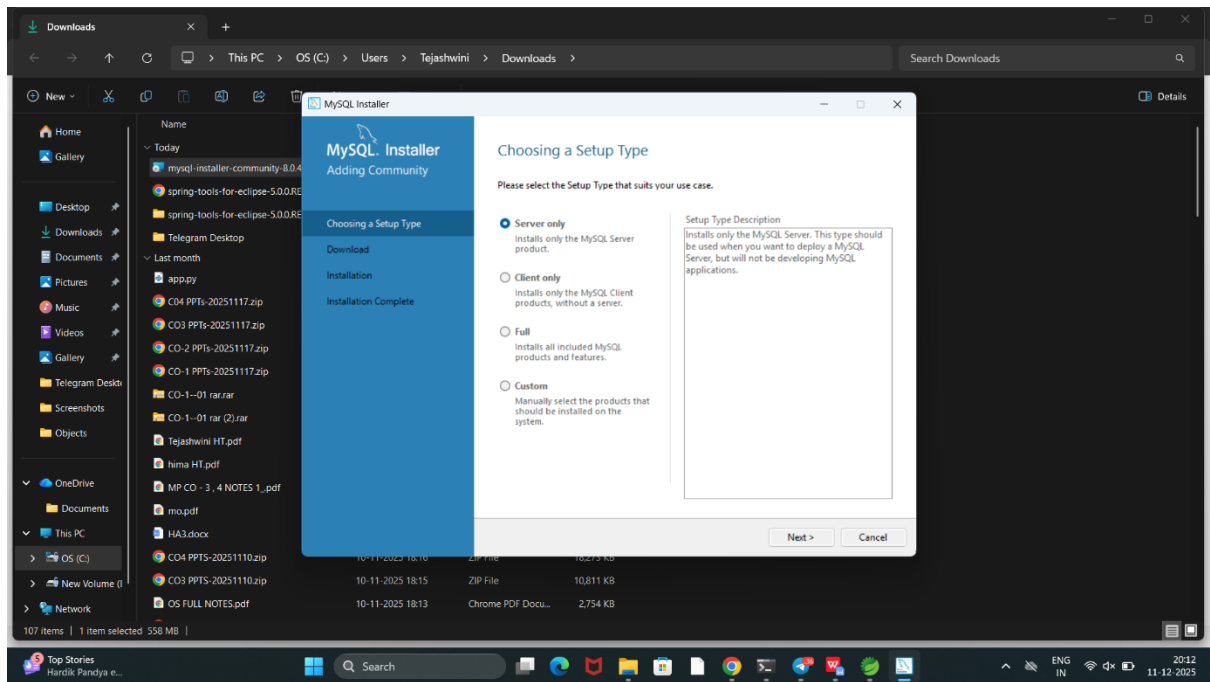 Downloads
This PC > OS (C:) > Users > Tejashwini > Downloads >
Search Downloads
New
Details
Home
Gallery
Desktop
Downloads
Documents
Pictures
Music
Videos
Gallery
Telegram Deskt
Screenshots
Objects
OneDrive
Documents
This PC
OS (C:)
New Volume (
Network
Name
Today
mysql-installer-community-8.0.4
spring-tools-for-eclipse-5.0.0.RE
spring-tools-for-eclipse-5.0.0.RE
Telegram Desktop
Last month
app.py
C04 PPTs-20251117.zip
CO3 PPTs-20251117.zip
CO-2 PPTs-20251117.zip
CO-1 PPTs-20251117.zip
CO-1--01 rar.rar
CO-1--01 rar (2).rar
Tejashwini HT.pdf
hima HT.pdf
MP CO - 3 , 4 NOTES 1_.pdf
mo.pdf
HA3.docx
CO4 PPTS-20251110.zip 10-11-2025 18:16 ZIP File 18,273 KB
CO3 PPTS-20251110.zip 10-11-2025 18:15 ZIP File 10,811 KB
OS FULL NOTES.pdf 10-11-2025 18:13 Chrome PDF Docu... 2,754 KB
MySQL Installer
MySQL. Installer
Adding Community
Choosing a Setup Type
Download
Installation
Installation Complete
Choosing a Setup Type
Please select the Setup Type that suits your use case.
Server only
Installs only the MySQL Server
product.
Client only
Installs only the MySQL Client
products, without a server.
Full
Installs all included MySQL
products and features.
Custom
Manually select the products that
should be installed on the
system.
Setup Type Description
Installs only the MySQL Server. This type should
be used when you want to deploy a MySQL
Server, but will not be developing MySQL
applications.
Next >
Cancel
107 items | 1 item selected 558 MB |
5
Top Stories
Hardik Pandya e...
Search
ENG
IN
20:12
11-12-2025